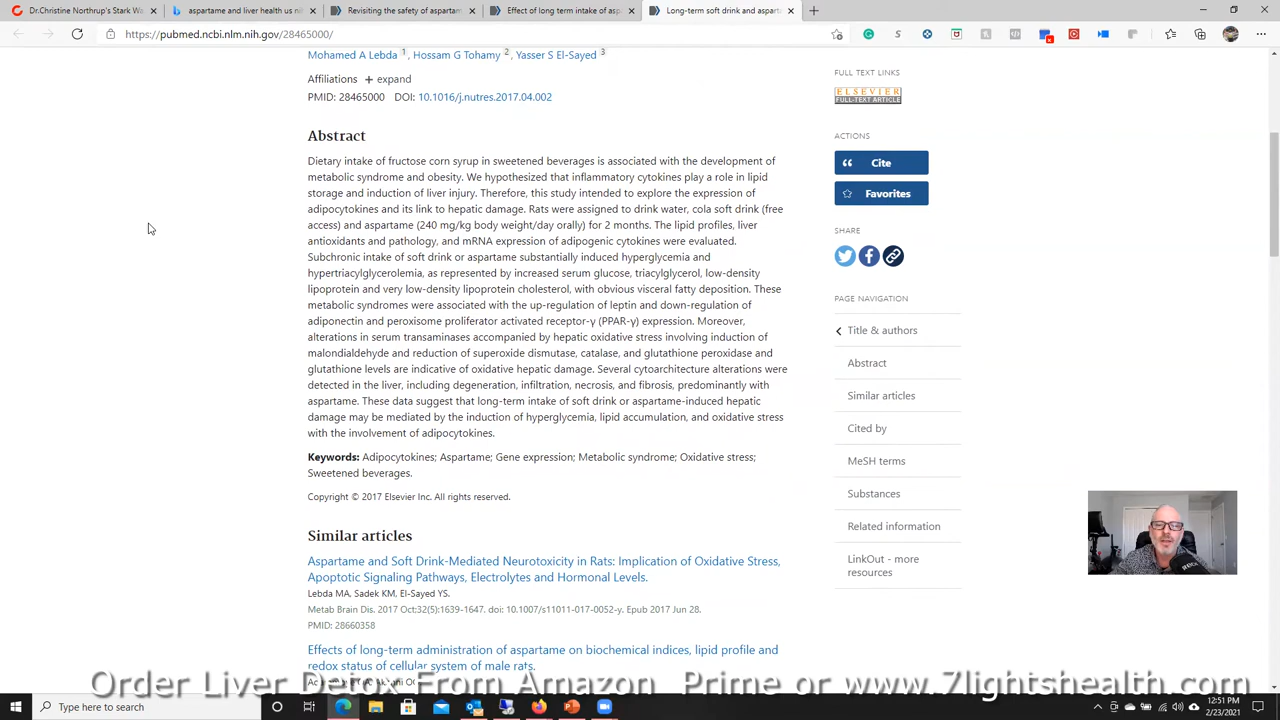 Dr.Christine Northrup's Stark Wa
aspartame and liver health us nih
Revisiting the safety of aspartam
Effect of long term intake of asp
Long-term soft drink and aspart
https://pubmed.ncbi.nlm.nih.gov/28465000/
Mohamed A Lebda 1, Hossam G Tohamy 2, Yasser S El-Sayed 3
Affiliations + expand
PMID: 28465000 DOI: 10.1016/j.nutres.2017.04.002
Abstract
Dietary intake of fructose corn syrup in sweetened beverages is associated with the development of
metabolic syndrome and obesity. We hypothesized that inflammatory cytokines play a role in lipid
storage and induction of liver injury. Therefore, this study intended to explore the expression of
adipocytokines and its link to hepatic damage. Rats were assigned to drink water, cola soft drink (free
access) and aspartame (240 mg/kg body weight/day orally) for 2 months. The lipid profiles, liver
antioxidants and pathology, and mRNA expression of adipogenic cytokines were evaluated.
Subchronic intake of soft drink or aspartame substantially induced hyperglycemia and
hypertriacylglycerolemia, as represented by increased serum glucose, triacylglycerol, low-density
lipoprotein and very low-density lipoprotein cholesterol, with obvious visceral fatty deposition. These
metabolic syndromes were associated with the up-regulation of leptin and down-regulation of
adiponectin and peroxisome proliferator activated receptor-γ (PPAR-γ) expression. Moreover,
alterations in serum transaminases accompanied by hepatic oxidative stress involving induction of
malondialdehyde and reduction of superoxide dismutase, catalase, and glutathione peroxidase and
glutathione levels are indicative of oxidative hepatic damage. Several cytoarchitecture alterations were
detected in the liver, including degeneration, infiltration, necrosis, and fibrosis, predominantly with
aspartame. These data suggest that long-term intake of soft drink or aspartame-induced hepatic
damage may be mediated by the induction of hyperglycemia, lipid accumulation, and oxidative stress
with the involvement of adipocytokines.
Keywords: Adipocytokines; Aspartame; Gene expression; Metabolic syndrome; Oxidative stress;
Sweetened beverages.
Copyright © 2017 Elsevier Inc. All rights reserved.
Similar articles
Aspartame and Soft Drink-Mediated Neurotoxicity in Rats: Implication of Oxidative Stress,
Apoptotic Signaling Pathways, Electrolytes and Hormonal Levels.
Lebda MA, Sadek KM, El-Sayed YS.
Metab Brain Dis. 2017 Oct;32(5):1639-1647. doi: 10.1007/s11011-017-0052-y. Epub 2017 Jun 28.
PMID: 28660358
Effects of long-term administration of aspartame on biochemical indices, lipid profile and
redox status of cellular system of male rats.
FULL TEXT LINKS
ELSEVIER
FULL-TEXT ARTICLE
ACTIONS
Cite
Favorites
SHARE
PAGE NAVIGATION
Title & authors
Abstract
Similar articles
Cited by
MeSH terms
Substances
Related information
LinkOut - more
resources
Order Liver Detox From Amazon Prime or www.7lightshealth.com
Type here to search
12:51 PM
2/23/2021